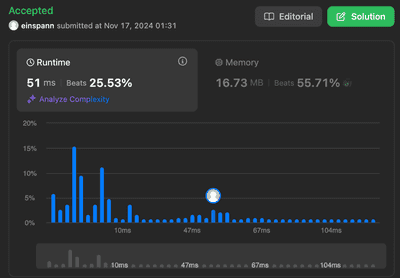 Accepted
einspann submitted at Nov 17, 2024 01:31
Editorial
Solution
Runtime
51 ms | Beats 25.53%
Analyze Complexity
Memory
16.73 MB | Beats 55.71%
20%
15%
10%
5%
0%
10ms 47ms 67ms 104ms
10ms 47ms 67ms 104ms